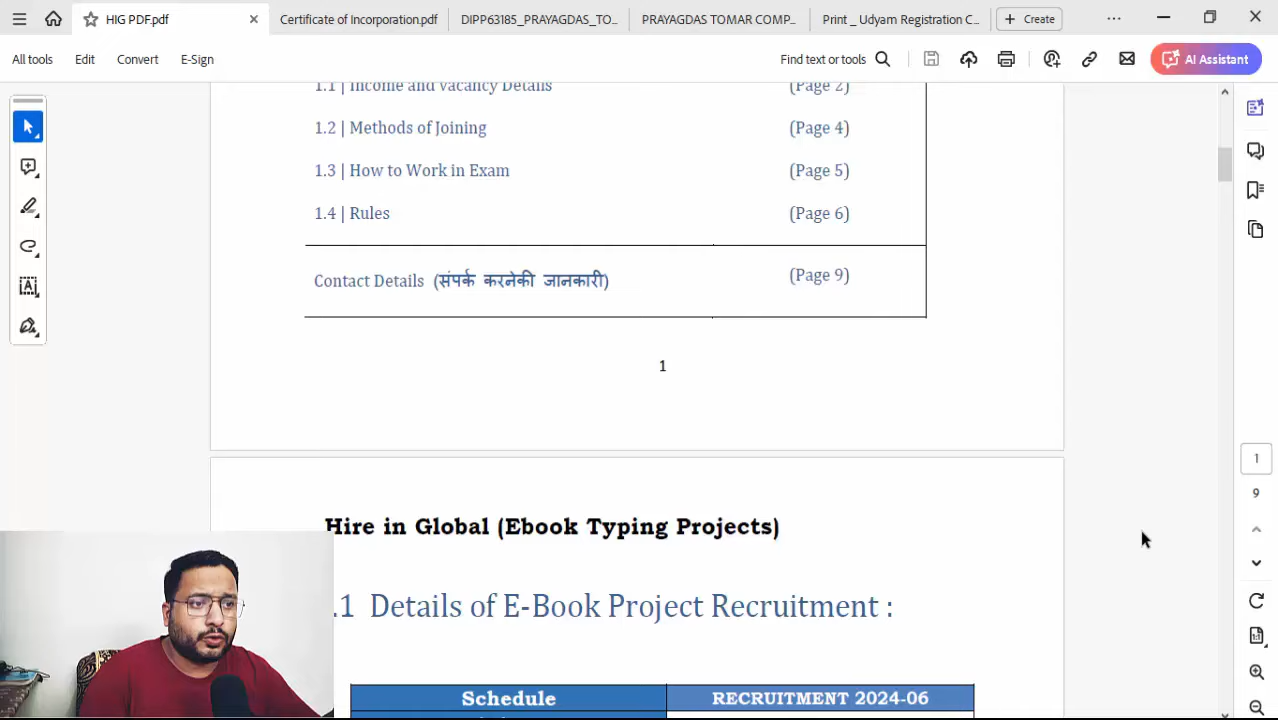 HIG PDF.pdf
Certificate of Incorporation.pdf
DIPP63185_PRAYAGDAS_TO...
PRAYAGDAS TOMAR COMP...
Print _ Udyam Registration C...
+ Create
All tools
Edit
Convert
E-Sign
Find text or tools
AI Assistant
1.1 | Income and Vacancy Details (Page 2)
1.2 | Methods of Joining (Page 4)
1.3 | How to Work in Exam (Page 5)
1.4 | Rules (Page 6)
Contact Details (संपर्क करनेकी जानकारी) (Page 9)
1
1
9
Hire in Global (Ebook Typing Projects)
.1 Details of E-Book Project Recruitment :
Schedule RECRUITMENT 2024-06